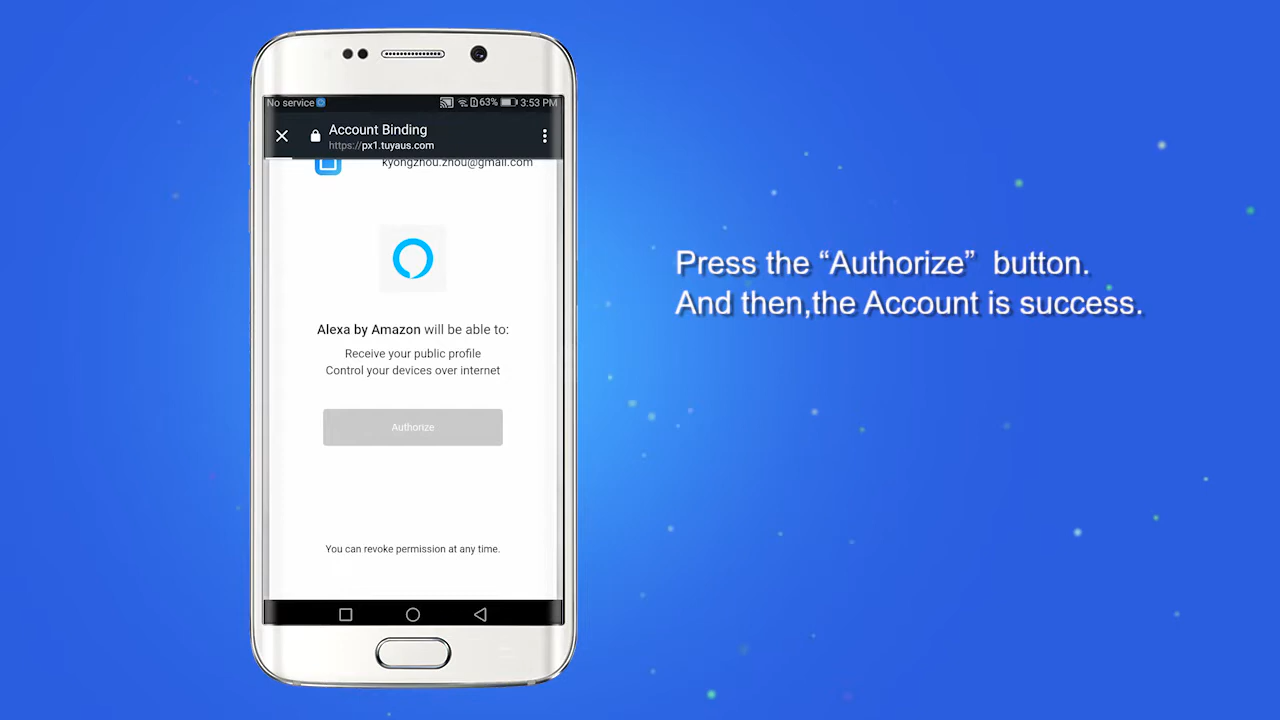 No service 63% 3:53 PM
Account Binding
https://px1.tuyaus.com
kyongzhou.zhou@gmail.com
Alexa by Amazon will be able to:
Receive your public profile
Control your devices over internet
Authorize
You can revoke permission at any time.
Press the “Authorize” button.
And then,the Account is success.